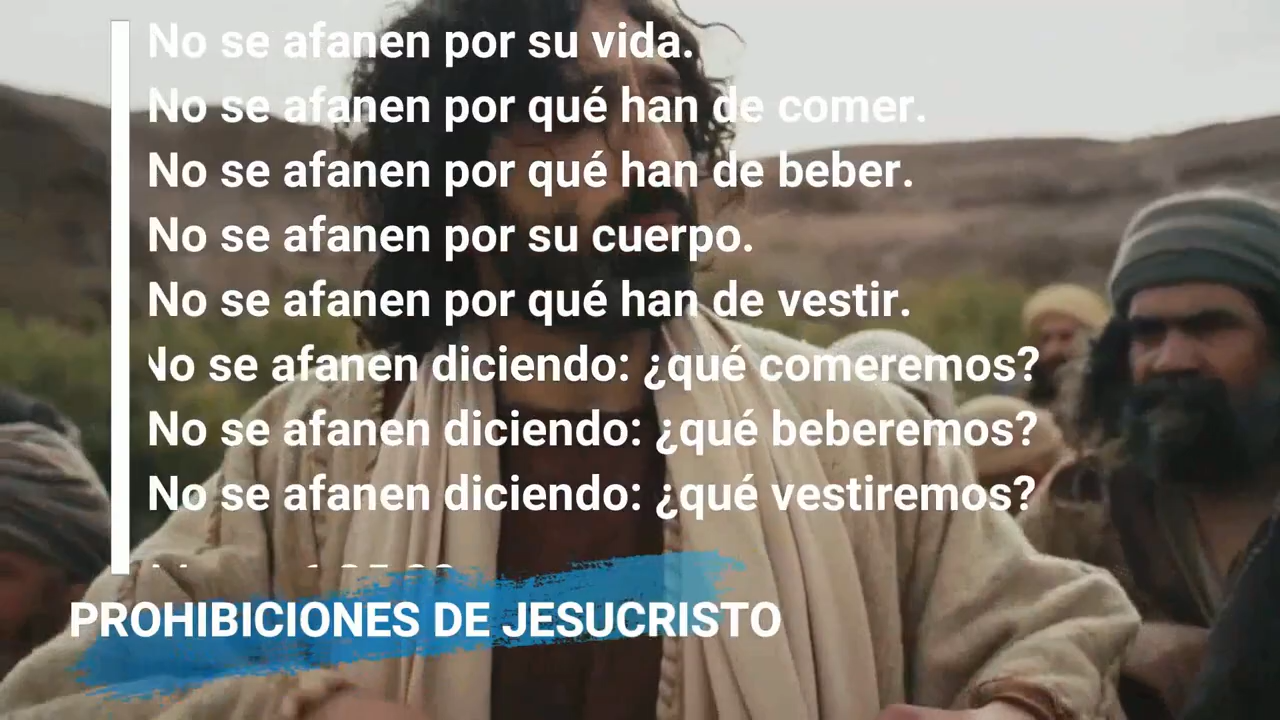 No se afanen por su vida.
No se afanen por qué han de comer.
No se afanen por qué han de beber.
No se afanen por su cuerpo.
No se afanen por qué han de vestir.
No se afanen diciendo: ¿qué comeremos?
No se afanen diciendo: ¿qué beberemos?
No se afanen diciendo: ¿qué vestiremos?
PROHIBICIONES DE JESUCRISTO